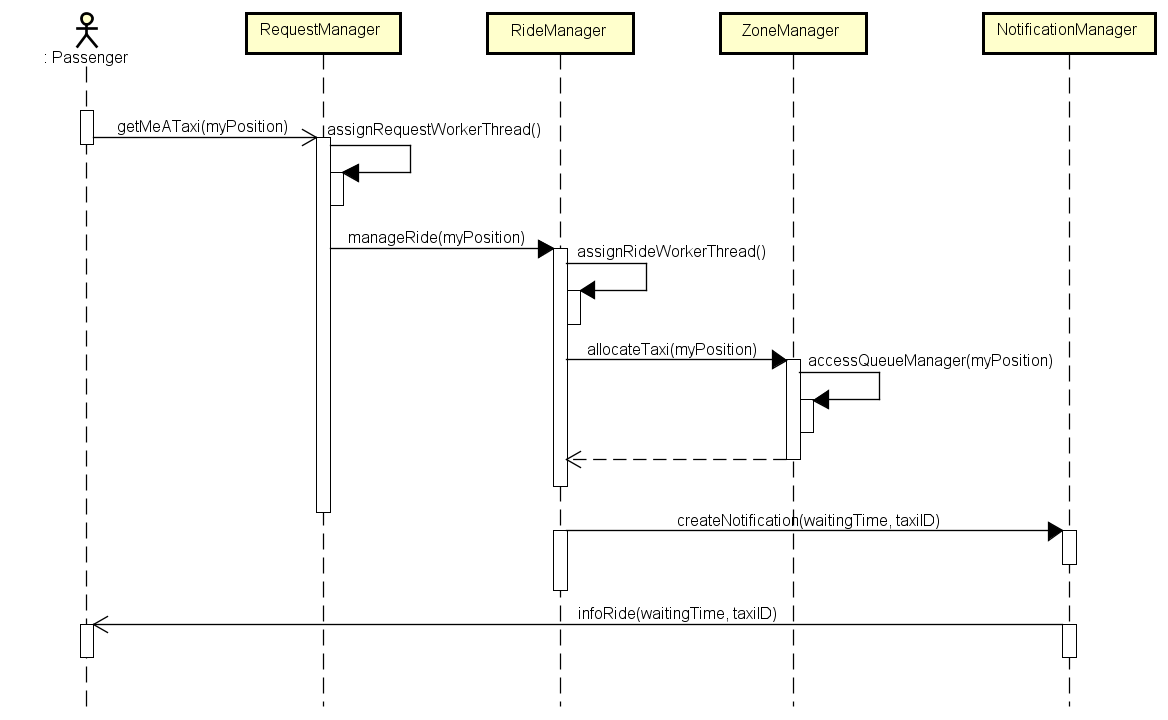 : Passenger
RequestManager
RideManager
ZoneManager
NotificationManager
getMeATaxi(myPosition)
assignRequestWorkerThread()
manageRide(myPosition)
assignRideWorkerThread()
allocateTaxi(myPosition)
accessQueueManager(myPosition)
createNotification(waitingTime, taxiID)
infoRide(waitingTime, taxiID)